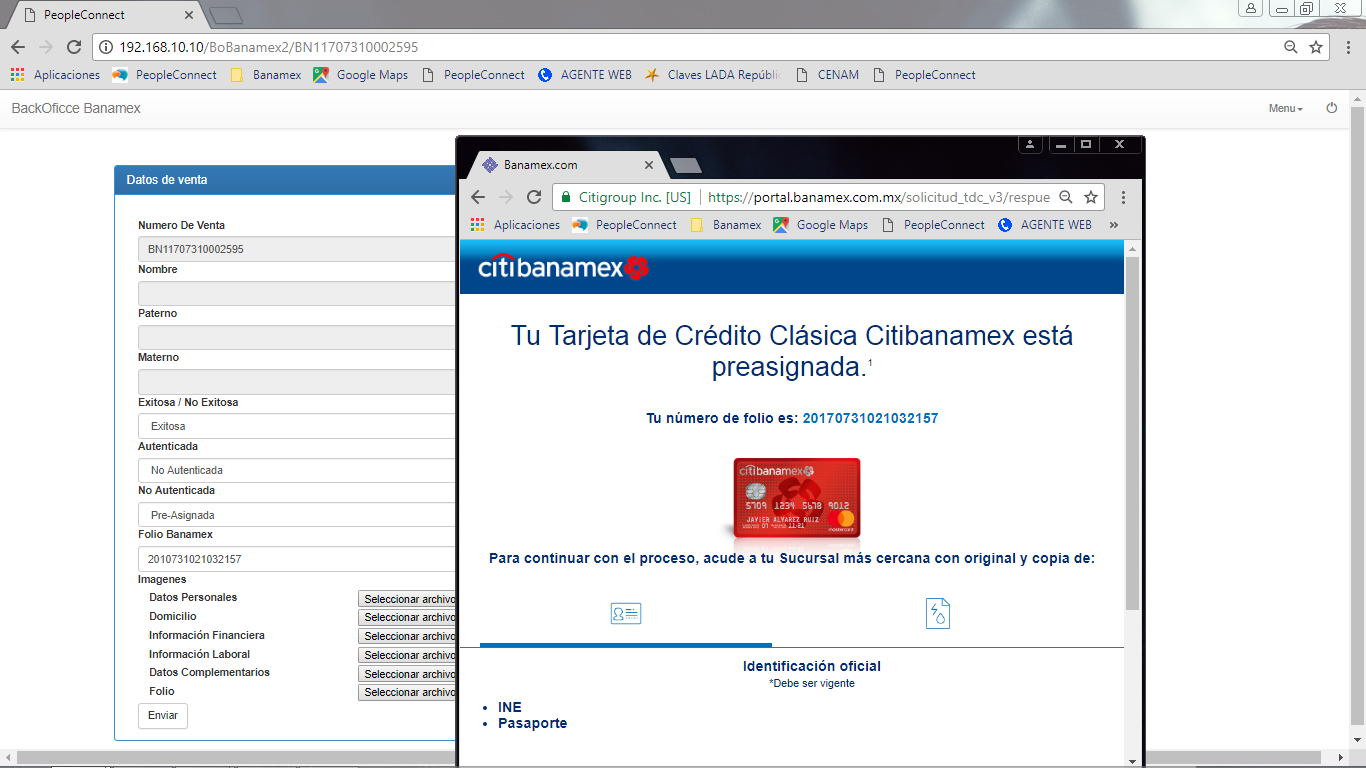 PeopleConnect
192.168.10.10/BoBanamex2/BN11707310002595
Aplicaciones PeopleConnect Banamex Google Maps PeopleConnect AGENTE WEB Claves LADA Repúbli CENAM PeopleConnect
BackOficce Banamex Menu
Datos de venta
Numero De Venta
BN11707310002595
Nombre
Paterno
Materno
Exitosa / No Exitosa
Exitosa
Autenticada
No Autenticada
No Autenticada
Pre-Asignada
Folio Banamex
2010731021032157
Imagenes
Datos Personales Seleccionar archivo
Domicilio Seleccionar archivo
Información Financiera Seleccionar archivo
Información Laboral Seleccionar archivo
Datos Complementarios Seleccionar archivo
Folio Seleccionar archivo
Enviar
Banamex.com
Citigroup Inc. [US] https://portal.banamex.com.mx/solicitud_tdc_v3/respue
Aplicaciones PeopleConnect Banamex Google Maps PeopleConnect AGENTE WEB »
citibanamex
Tu Tarjeta de Crédito Clásica Citibanamex está
preasignada.¹
Tu número de folio es: 20170731021032157
citibanamex
5709 1234 5678 9012
JAVIER ALVAREZ RUIZ
07 11-21
mastercard
Para continuar con el proceso, acude a tu Sucursal más cercana con original y copia de:
Identificación oficial
*Debe ser vigente
• INE
• Pasaporte